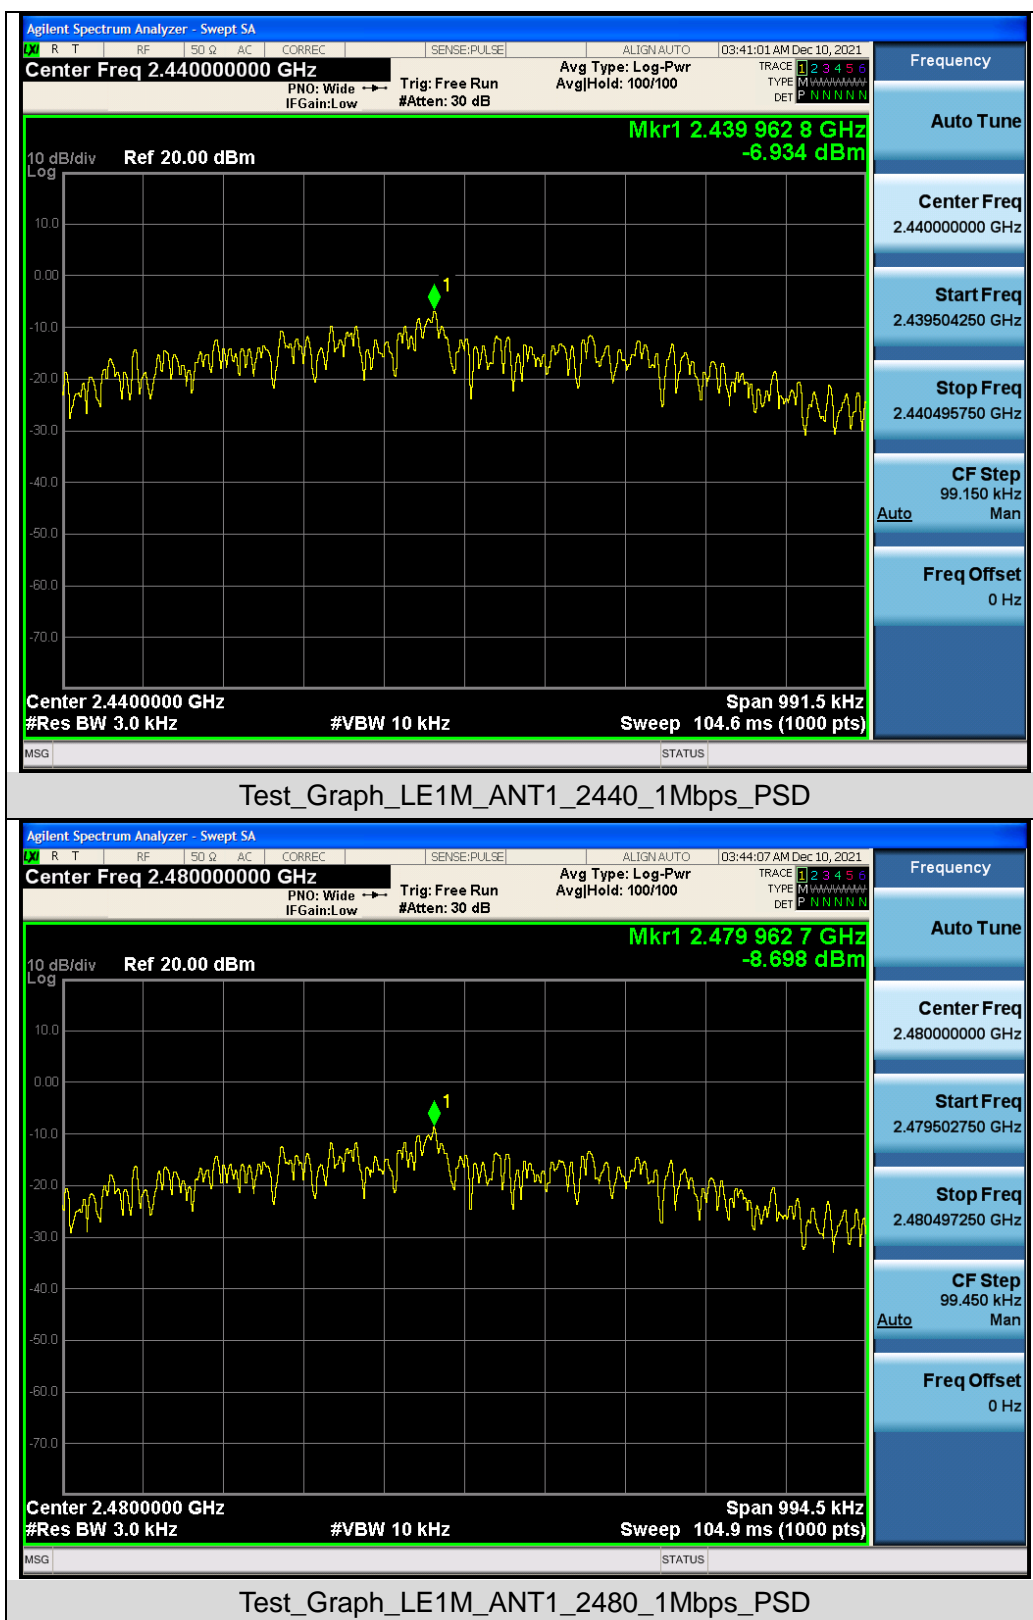 Agilent Spectrum Analyzer - Swept SA
LXI R T RF 50 Ω AC CORREC SENSE:PULSE ALIGN AUTO 03:41:01 AM Dec 10, 2021
Center Freq 2.440000000 GHz
PNO: Wide
IFGain:Low
Trig: Free Run
#Atten: 30 dB
Avg Type: Log-Pwr
Avg|Hold: 100/100
TRACE 1 2 3 4 5 6
TYPE M WWWWW
DET P N N N N N
Frequency
Auto Tune
Mkr1 2.439 962 8 GHz
-6.934 dBm
10 dB/div Ref 20.00 dBm
Log
10.0
0.00
-10.0
-20.0
-30.0
-40.0
-50.0
-60.0
-70.0
1
Center Freq
2.440000000 GHz
Start Freq
2.439504250 GHz
Stop Freq
2.440495750 GHz
CF Step
99.150 kHz
Auto Man
Freq Offset
0 Hz
Center 2.4400000 GHz Span 991.5 kHz
#Res BW 3.0 kHz #VBW 10 kHz Sweep 104.6 ms (1000 pts)
MSG STATUS
Test_Graph_LE1M_ANT1_2440_1Mbps_PSD
Agilent Spectrum Analyzer - Swept SA
LXI R T RF 50 Ω AC CORREC SENSE:PULSE ALIGN AUTO 03:44:07 AM Dec 10, 2021
Center Freq 2.480000000 GHz
PNO: Wide
IFGain:Low
Trig: Free Run
#Atten: 30 dB
Avg Type: Log-Pwr
Avg|Hold: 100/100
TRACE 1 2 3 4 5 6
TYPE M WWWWW
DET P N N N N N
Frequency
Auto Tune
Mkr1 2.479 962 7 GHz
-8.698 dBm
10 dB/div Ref 20.00 dBm
Log
10.0
0.00
-10.0
-20.0
-30.0
-40.0
-50.0
-60.0
-70.0
1
Center Freq
2.480000000 GHz
Start Freq
2.479502750 GHz
Stop Freq
2.480497250 GHz
CF Step
99.450 kHz
Auto Man
Freq Offset
0 Hz
Center 2.4800000 GHz Span 994.5 kHz
#Res BW 3.0 kHz #VBW 10 kHz Sweep 104.9 ms (1000 pts)
MSG STATUS
Test_Graph_LE1M_ANT1_2480_1Mbps_PSD